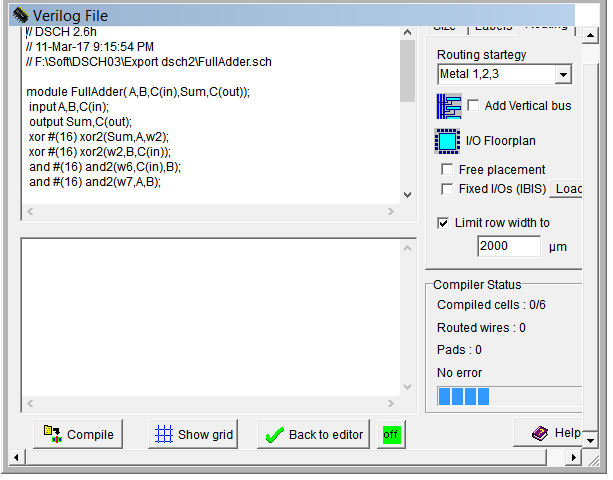 Verilog File
// DSCH 2.6h
// 11-Mar-17 9:15:54 PM
// F:\Soft\DSCH03\Export dsch2\FullAdder.sch
module FullAdder( A,B,C(in),Sum,C(out));
input A,B,C(in);
output Sum,C(out);
xor #(16) xor2(Sum,A,w2);
xor #(16) xor2(w2,B,C(in));
and #(16) and2(w6,C(in),B);
and #(16) and2(w7,A,B);
Size Labels Routing
Routing startegy
Metal 1,2,3
Add Vertical bus
I/O Floorplan
Free placement
Fixed I/Os (IBIS) Load
Limit row width to
2000 µm
Compiler Status
Compiled cells : 0/6
Routed wires : 0
Pads : 0
No error
Compile Show grid Back to editor off Help